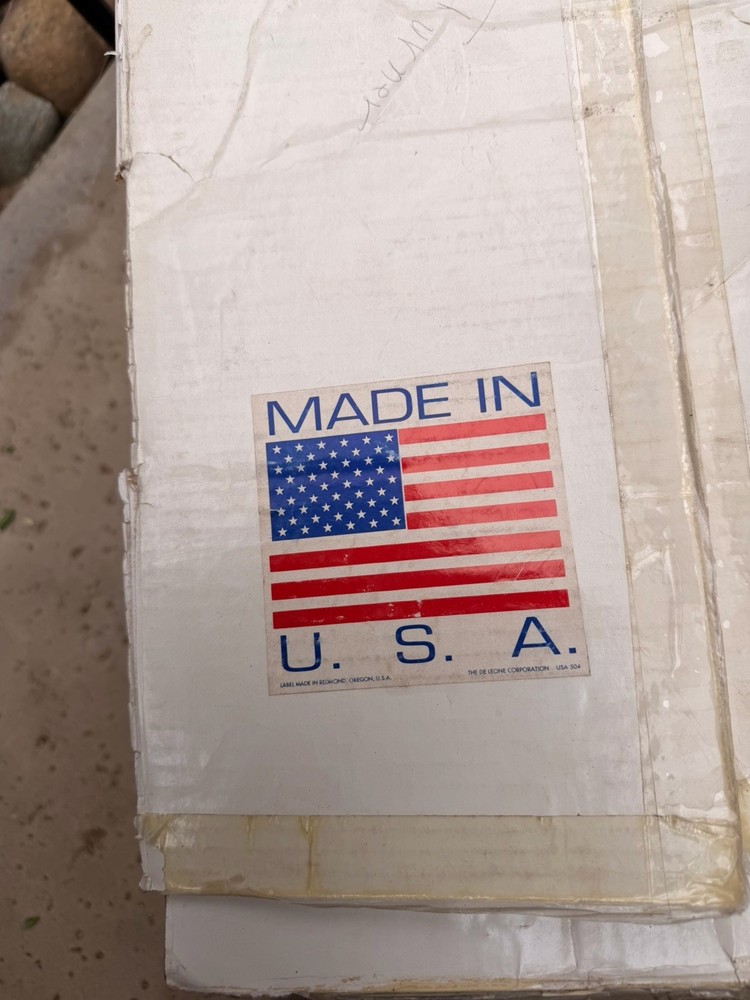 MADE IN
U. S. A.
LABEL MADE IN REDMOND, OREGON, U.S.A.
THE DE LEONE CORPORATION USA 504